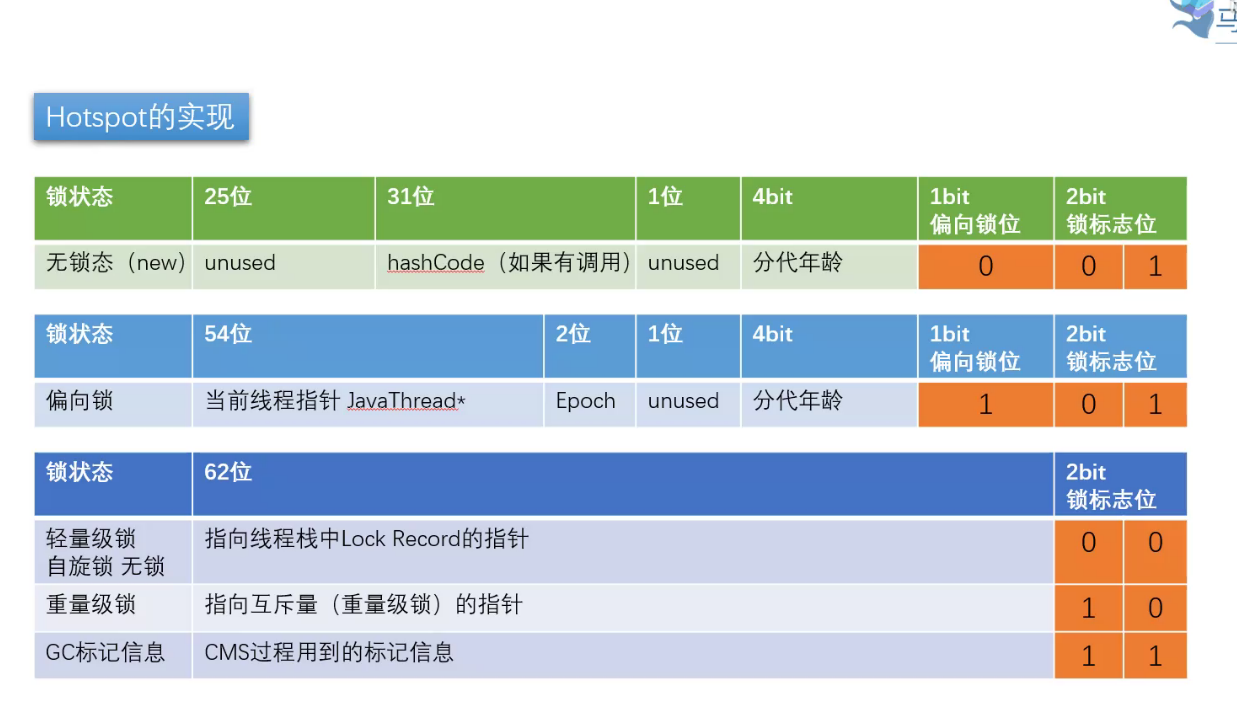 Hotspot的实现
锁状态 25位 31位 1位 4bit 1bit 偏向锁位 2bit 锁标志位
无锁态（new） unused hashCode（如果有调用） unused 分代年龄 0 0 1
锁状态 54位 2位 1位 4bit 1bit 偏向锁位 2bit 锁标志位
偏向锁 当前线程指针 JavaThread* Epoch unused 分代年龄 1 0 1
锁状态 62位 2bit 锁标志位
轻量级锁 自旋锁 无锁 指向线程栈中Lock Record的指针 0 0
重量级锁 指向互斥量（重量级锁）的指针 1 0
GC标记信息 CMS过程用到的标记信息 1 1